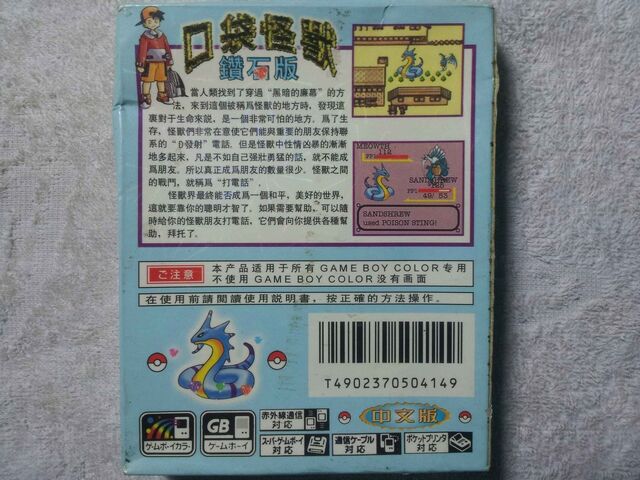 口袋怪獸
鑽石版
當人類找到了穿過“黑暗的廉幕”的方
法，來到這個被稱爲怪獸的地方時，發現這
裏對于生命來說，是一個非常可怕的地方．爲了生
存，怪獸們非常在意使它們能與重要的朋友保持聯
系的“D發射”電話．但是怪獸中性情凶暴的漸漸
地多起來，凡是不如自己强壯勇猛的話，就不能成
爲朋友．所以真正成爲朋友的數量很少．怪獸之
間的戰鬥，就稱爲“打電話”．
怪獸界最終能否成爲一個和平，美好的世界，
這就要靠你的聰明才智了．如果需要幫助，可以隨
時給你的怪獸朋友打電話，它們會向你提供各種幫
助，拜托了．
MEOWTH
118
PP1
SANDSHREW
PP1
49/ 53
SANDSHREW
used POISON STING!
ご注意
本产品适用于所有 GAME BOY COLOR 专用
不使用 GAME BOY COLOR 没有画面
在使用前請閲讀使用説明書，按正確的方法操作。
T4902370504149
中文版
ゲームボーイカラー
GB
ゲームボーイ
赤外線通信
対応
スーパーゲームボーイ
対応
通信ケーブル
対応
ポケットプリンタ
対応